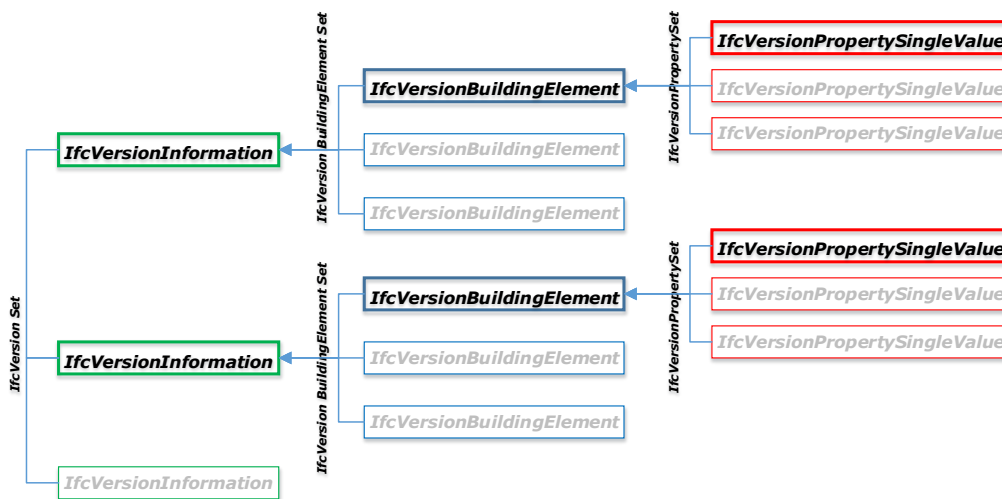 IfcVersion Set
IfcVersionInformation
IfcVersion BuildingElement Set
IfcVersionBuildingElement
IfcVersionPropertySet
IfcVersionPropertySingleValue
IfcVersionPropertySingleValue
IfcVersionPropertySingleValue
IfcVersionBuildingElement
IfcVersionBuildingElement
IfcVersionInformation
IfcVersion BuildingElement Set
IfcVersionBuildingElement
IfcVersionPropertySet
IfcVersionPropertySingleValue
IfcVersionPropertySingleValue
IfcVersionPropertySingleValue
IfcVersionBuildingElement
IfcVersionBuildingElement
IfcVersionInformation